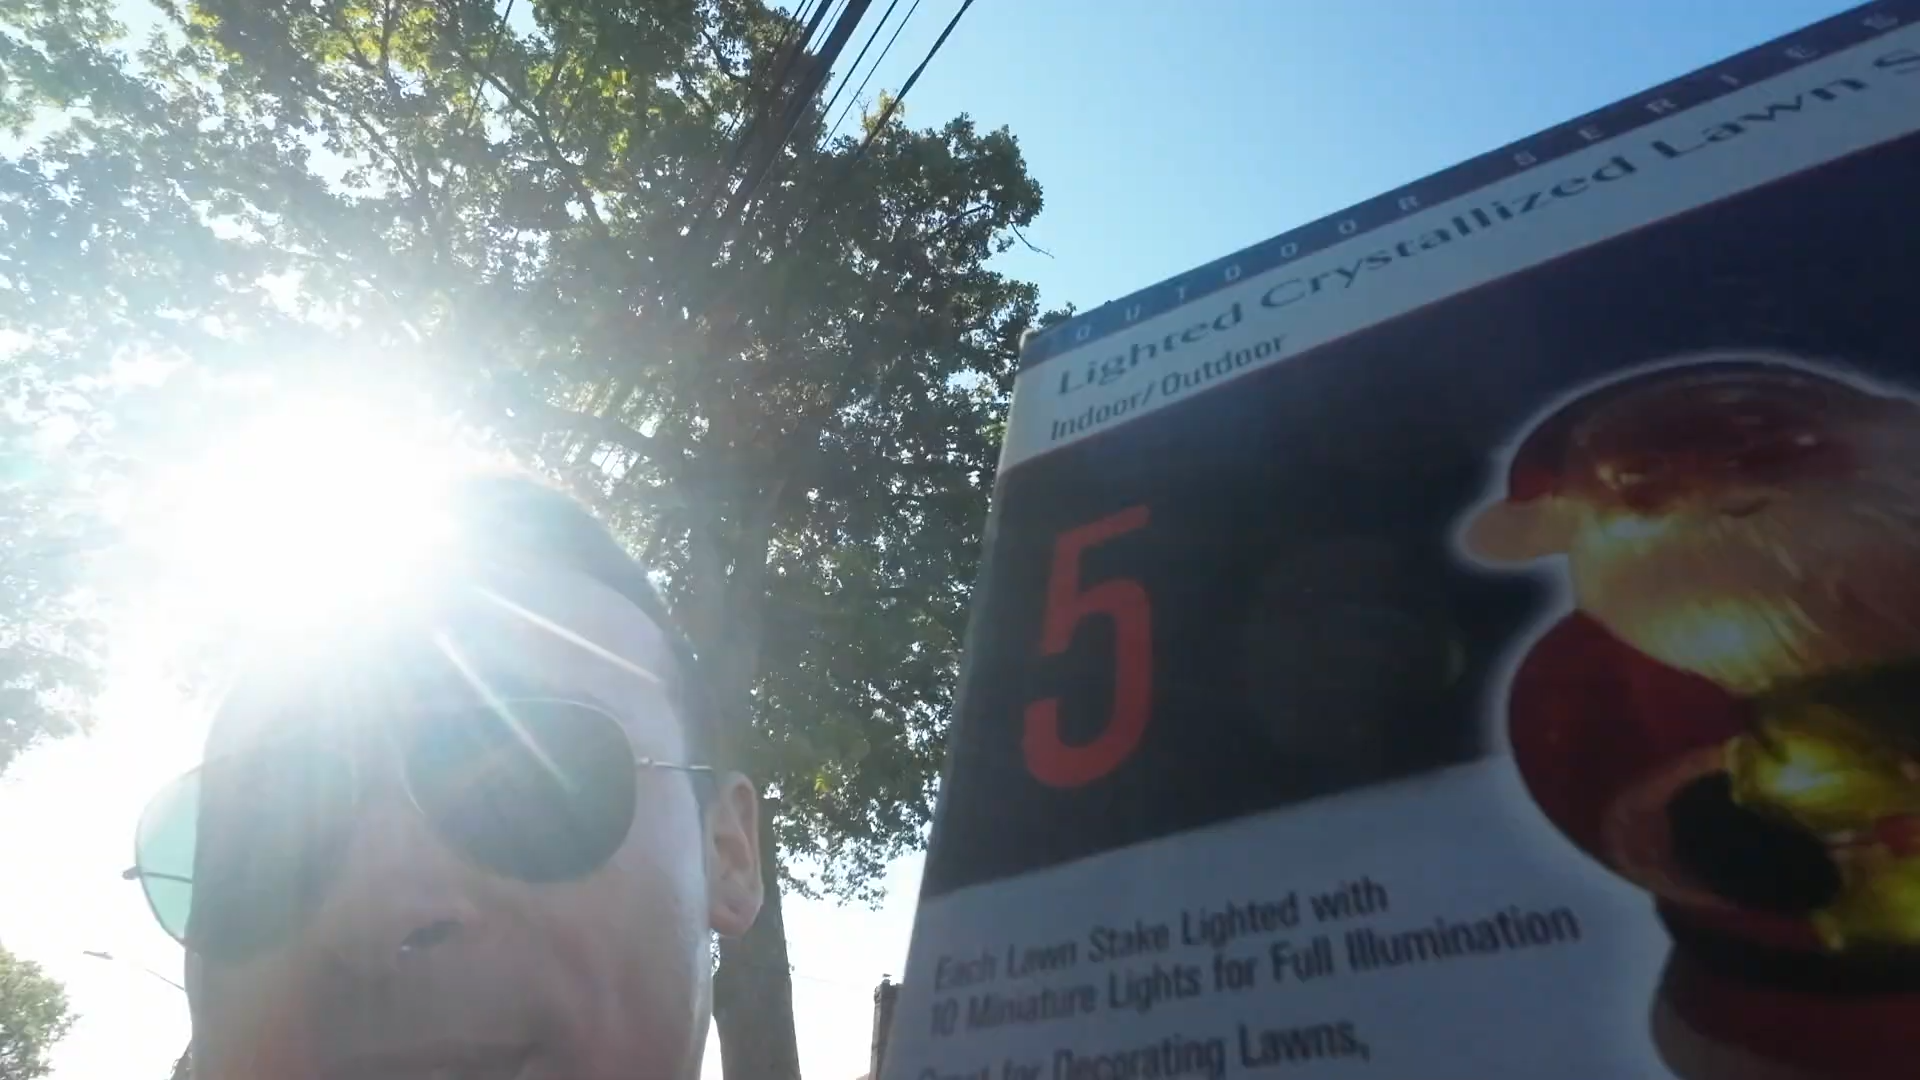 OUTDOOR SERIES
Lighted Crystallized Lawn
Indoor/Outdoor
5
Each Lawn Stake Lighted with
10 Miniature Lights for Full Illumination
Great for Decorating Lawns,